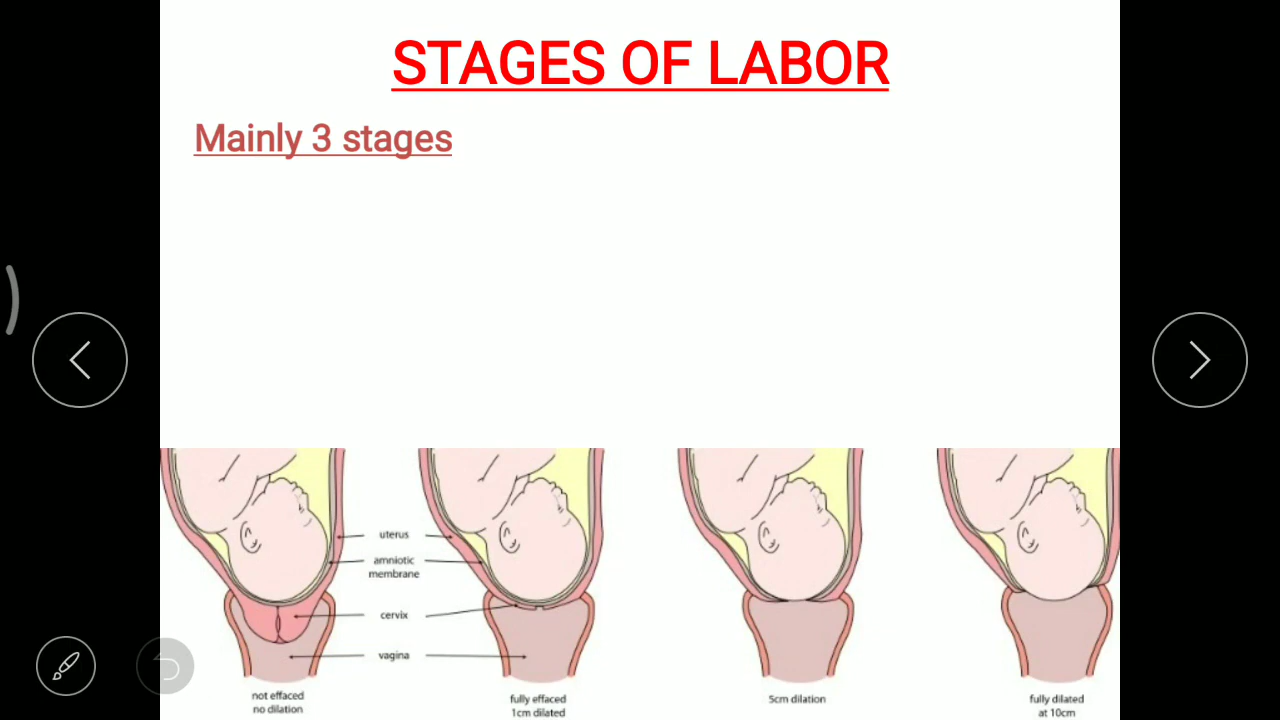 STAGES OF LABOR
Mainly 3 stages
uterus
amniotic
membrane
cervix
vagina
not effaced
no dilation
fully effaced
1cm dilated
5cm dilation
fully dilated
at 10cm